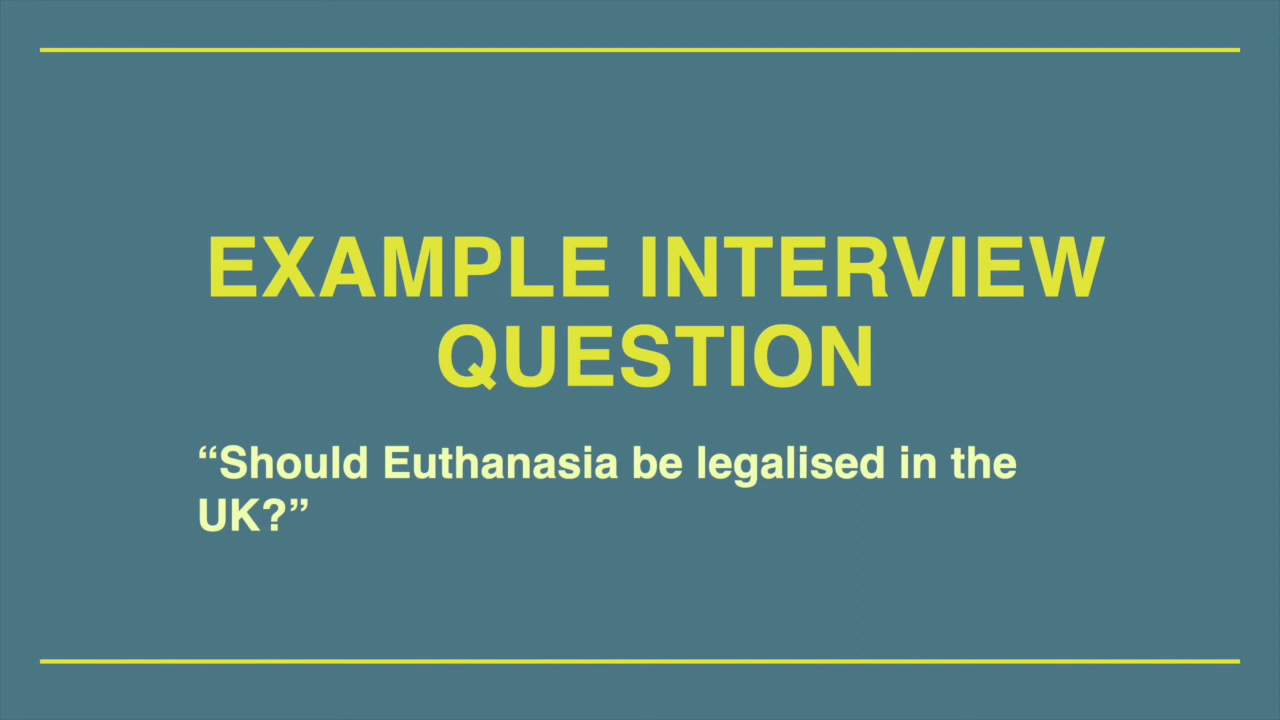 EXAMPLE INTERVIEW
QUESTION
“Should Euthanasia be legalised in the
UK?”